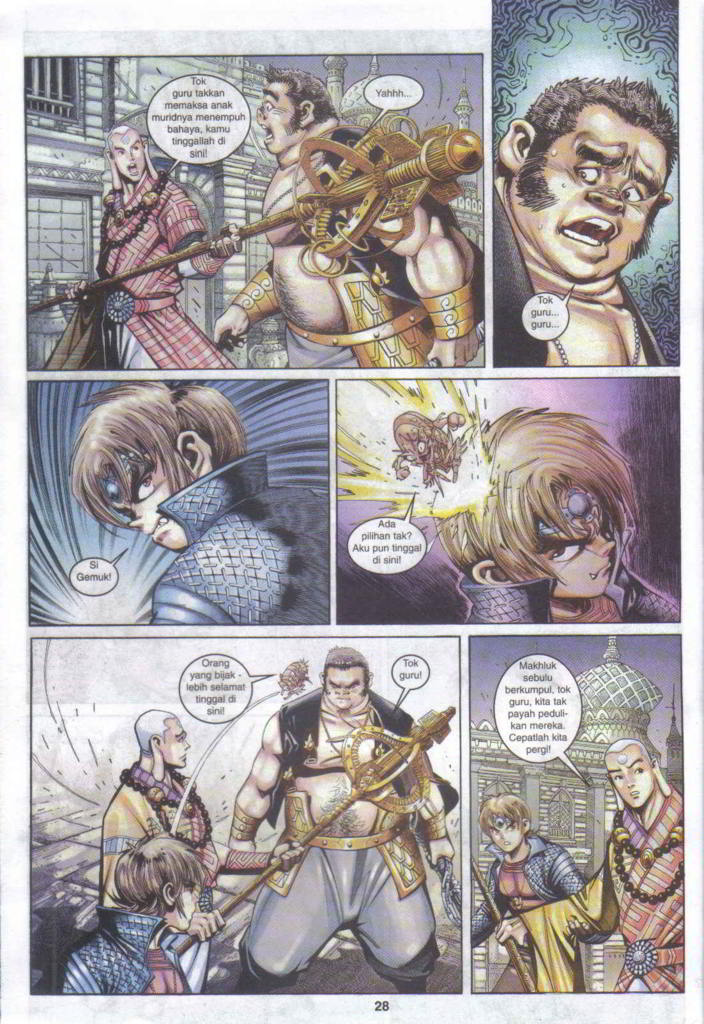 Tok
guru takkan
memaksa anak
muridnya menempuh
bahaya, kamu
tinggallah di
sini!
Yahhh...
Tok
guru...
guru...
Si
Gemuk!
Ada
pilihan tak?
Aku pun tinggal
di sini!
Orang
yang bijak -
lebih selamat
tinggal di
sini!
Tok
guru!
Makhluk
sebulu
berkumpul, tok
guru, kita tak
payah peduli-
kan mereka.
Cepatlah kita
pergi!
28